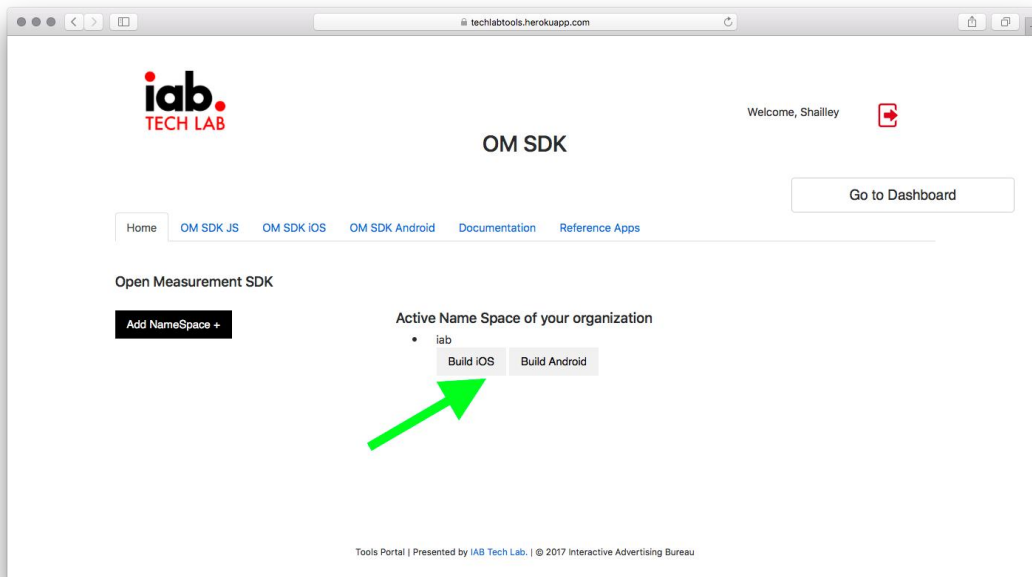 techlabtools.herokuapp.com
iab.
TECH LAB
Welcome, Shailley
OM SDK
Go to Dashboard
Home OM SDK JS OM SDK iOS OM SDK Android Documentation Reference Apps
Open Measurement SDK
Add NameSpace +
Active Name Space of your organization
• iab
Build iOS Build Android
Tools Portal | Presented by IAB Tech Lab. | © 2017 Interactive Advertising Bureau